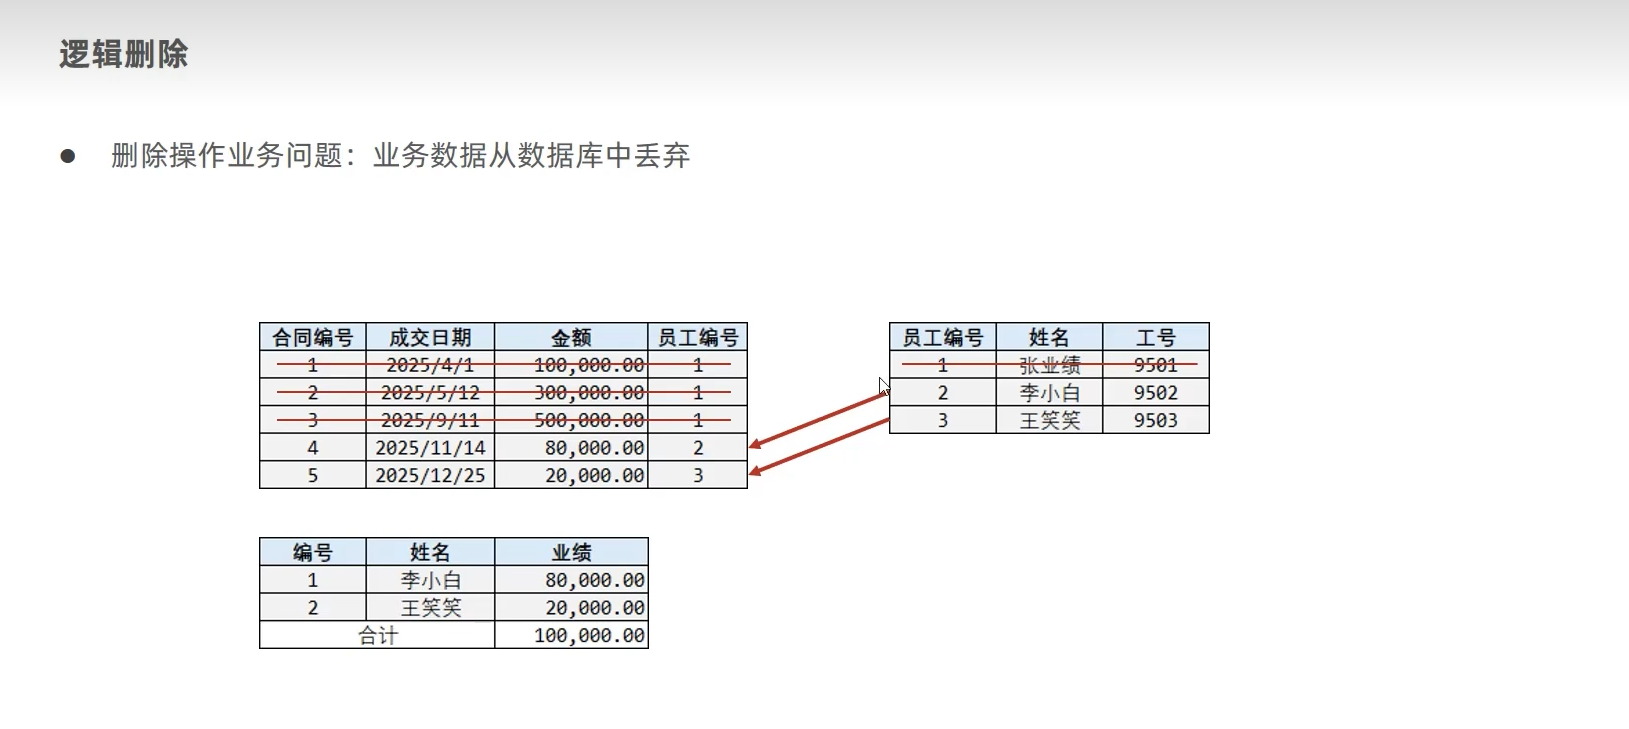 逻辑删除
● 删除操作业务问题：业务数据从数据库中丢弃
合同编号 成交日期 金额 员工编号
1 2025/4/1 100,000.00 1
2 2025/5/12 300,000.00 1
3 2025/9/11 500,000.00 1
4 2025/11/14 80,000.00 2
5 2025/12/25 20,000.00 3
员工编号 姓名 工号
1 张业绩 9501
2 李小白 9502
3 王笑笑 9503
编号 姓名 业绩
1 李小白 80,000.00
2 王笑笑 20,000.00
合计 100,000.00